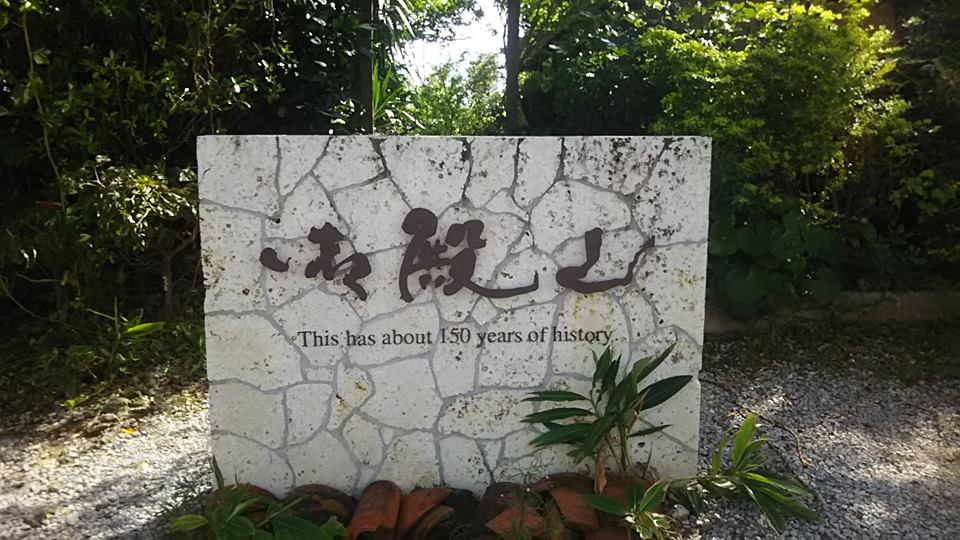 御殿山
This has about 150 years of history.